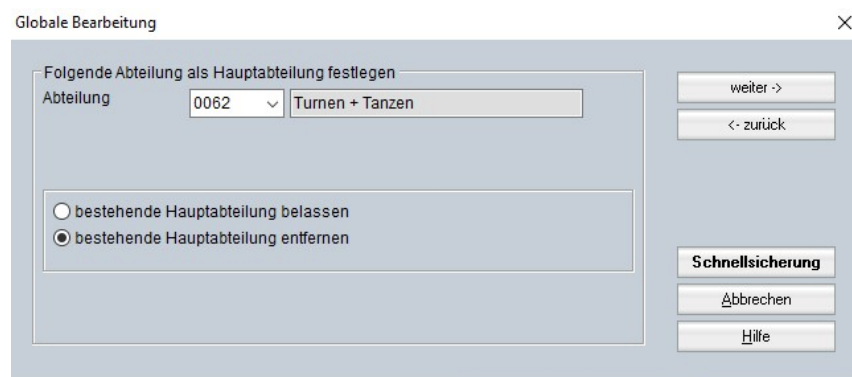 Globale Bearbeitung
Folgende Abteilung als Hauptabteilung festlegen
Abteilung 0062 Turnen + Tanzen
bestehende Hauptabteilung belassen
bestehende Hauptabteilung entfernen
weiter ->
<- zurück
Schnellsicherung
Abbrechen
Hilfe